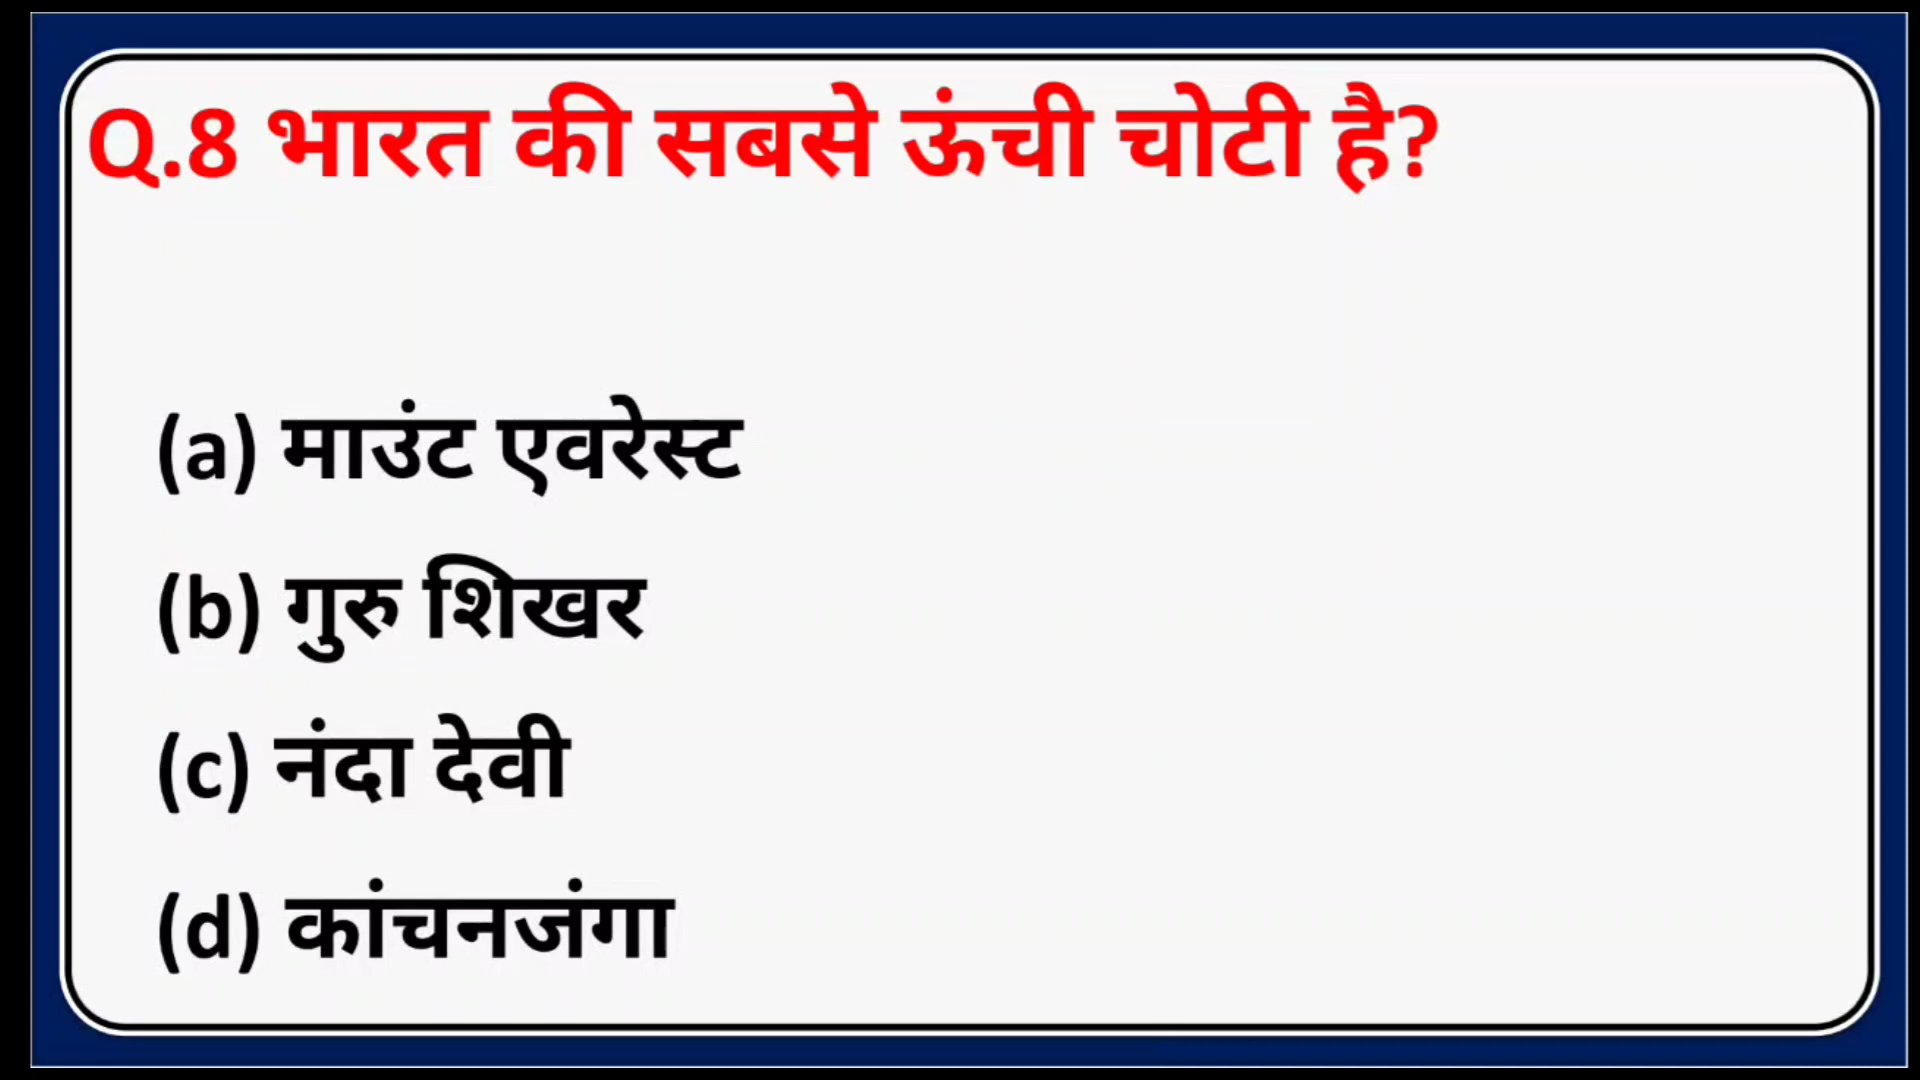 Q.8 भारत की सबसे ऊंची चोटी है?
(a) माउंट एवरेस्ट
(b) गुरु शिखर
(c) नंदा देवी
(d) कांचनजंगा